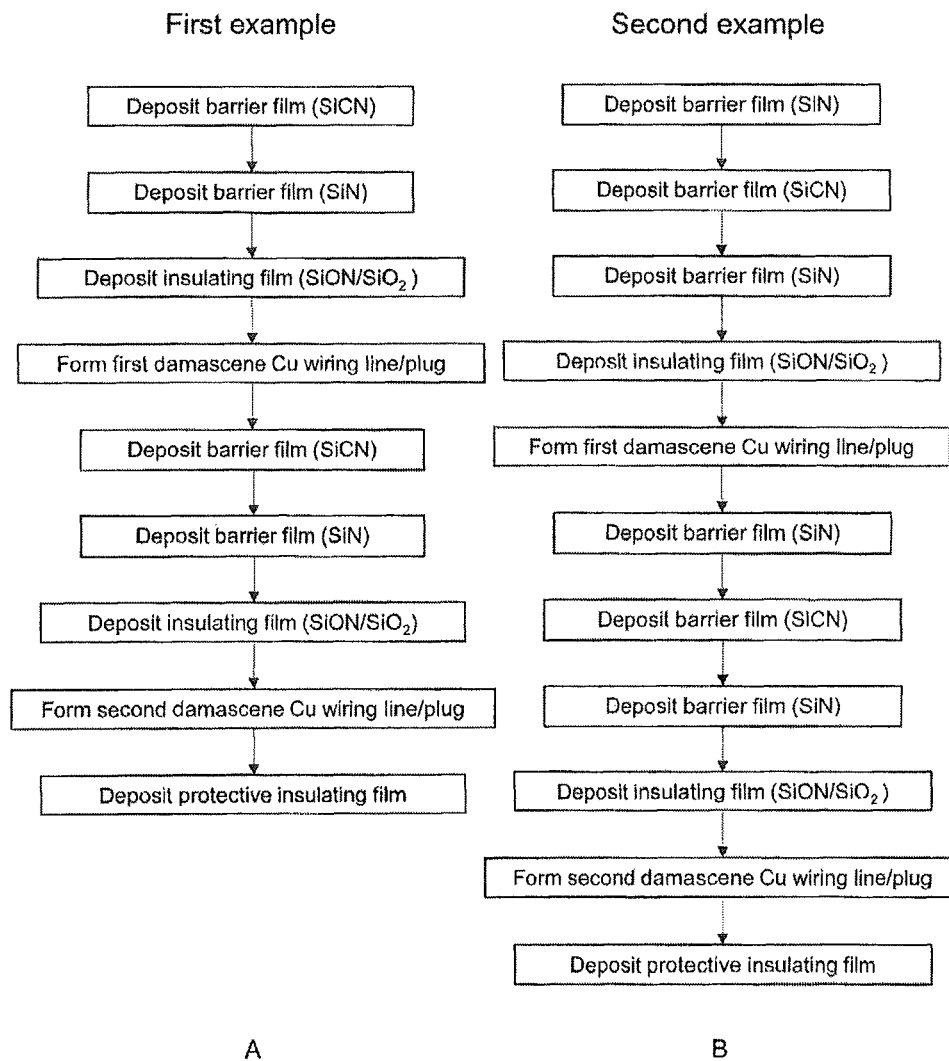 First example
Deposit barrier film (SiCN)
Deposit barrier film (SiN)
Deposit insulating film (SiON/SiO₂)
Form first damascene Cu wiring line/plug
Deposit barrier film (SiCN)
Deposit barrier film (SiN)
Deposit insulating film (SiON/SiO₂)
Form second damascene Cu wiring line/plug
Deposit protective insulating film
A
Second example
Deposit barrier film (SiN)
Deposit barrier film (SiCN)
Deposit barrier film (SiN)
Deposit insulating film (SiON/SiO₂)
Form first damascene Cu wiring line/plug
Deposit barrier film (SiN)
Deposit barrier film (SiCN)
Deposit barrier film (SiN)
Deposit insulating film (SiON/SiO₂)
Form second damascene Cu wiring line/plug
Deposit protective insulating film
B